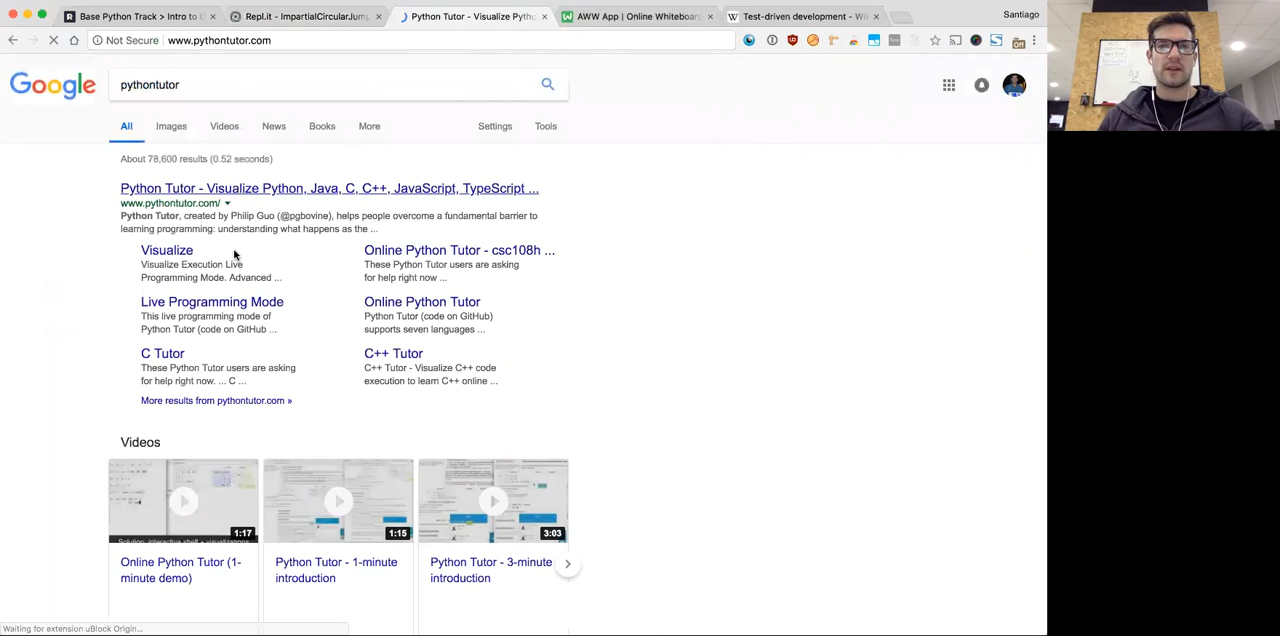 Base Python Track > Intro to C
Repl.it - ImpartialCircularJump
Python Tutor - Visualize Pyth
AWW App | Online Whiteboard
Test-driven development - Wik
Santiago
Not Secure
www.pythontutor.com
Google
pythontutor
All
Images
Videos
News
Books
More
Settings
Tools
About 78,600 results (0.52 seconds)
Python Tutor - Visualize Python, Java, C, C++, JavaScript, TypeScript ...
www.pythontutor.com/
Python Tutor, created by Philip Guo (@pgbovine), helps people overcome a fundamental barrier to
learning programming: understanding what happens as the ...
Visualize
Visualize Execution Live
Programming Mode. Advanced ...
Online Python Tutor - csc108h ...
These Python Tutor users are asking
for help right now ...
Live Programming Mode
This live programming mode of
Python Tutor (code on GitHub ...
Online Python Tutor
Python Tutor (code on GitHub)
supports seven languages ...
C Tutor
These Python Tutor users are asking
for help right now. ... C ...
C++ Tutor
C++ Tutor - Visualize C++ code
execution to learn C++ online ...
More results from pythontutor.com »
Videos
1:17
1:15
3:03
Online Python Tutor (1-
minute demo)
Python Tutor - 1-minute
introduction
Python Tutor - 3-minute
introduction
Waiting for extension uBlock Origin...